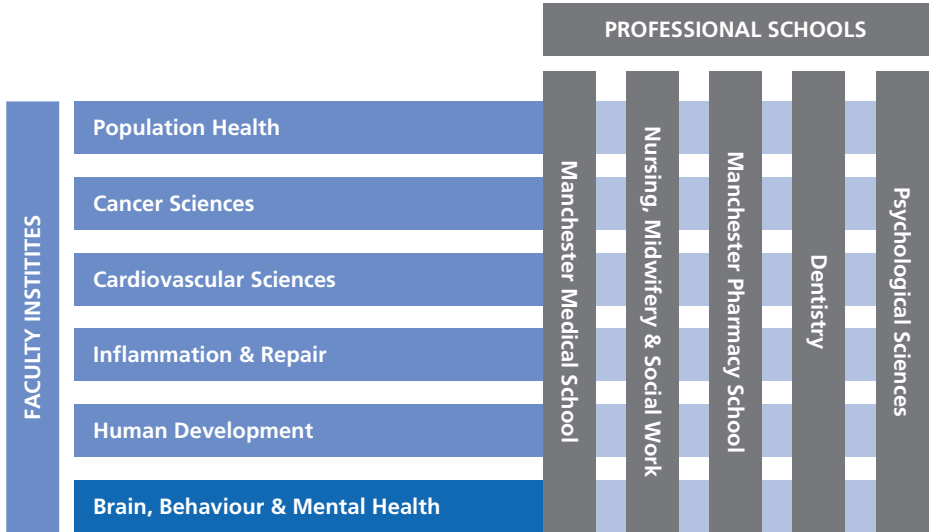 PROFESSIONAL SCHOOLS
FACULTY INSTITITES
Population Health
Cancer Sciences
Cardiovascular Sciences
Inflammation & Repair
Human Development
Brain, Behaviour & Mental Health
Manchester Medical School
Nursing, Midwifery & Social Work
Manchester Pharmacy School
Dentistry
Psychological Sciences